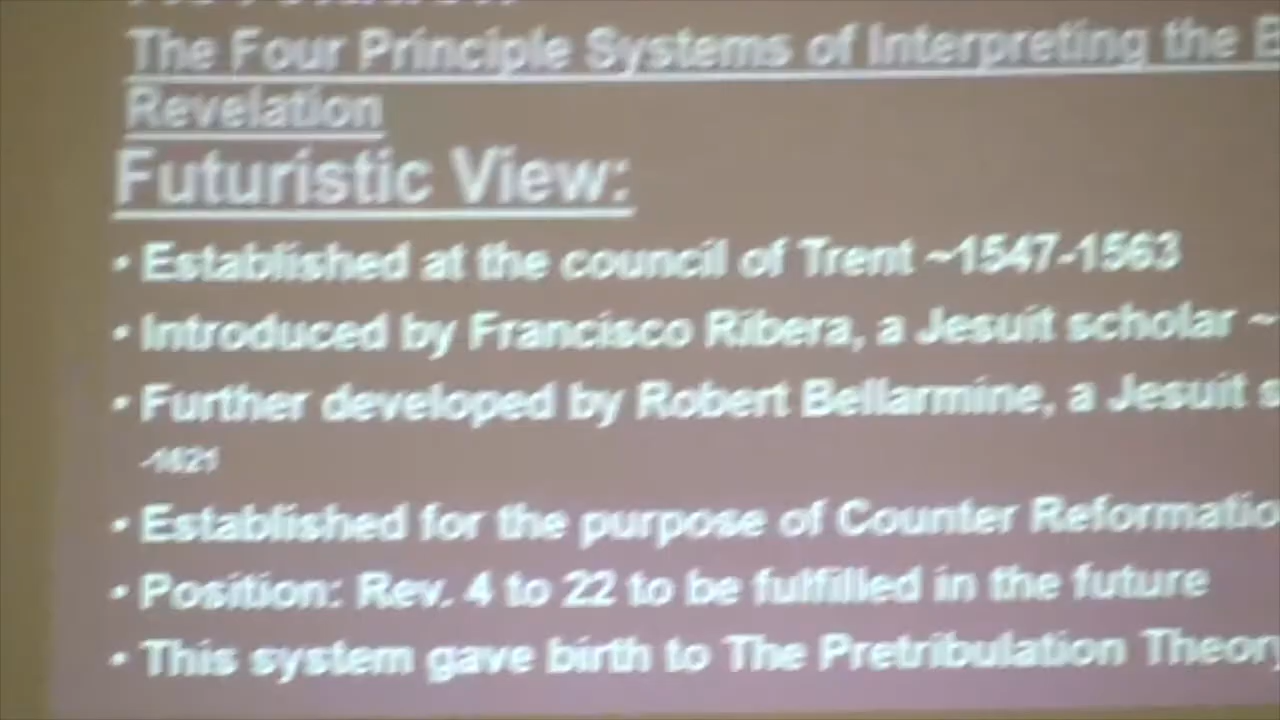 The Four Principle Systems of Interpreting the
Revelation
Futuristic View:
• Established at the council of Trent ~1547-1563
• Introduced by Francisco Ribera, a Jesuit scholar ~
• Further developed by Robert Bellarmine, a Jesuit
-1621
• Established for the purpose of Counter Reformatio
• Position: Rev. 4 to 22 to be fulfilled in the future
• This system gave birth to The Pretribulation Theory